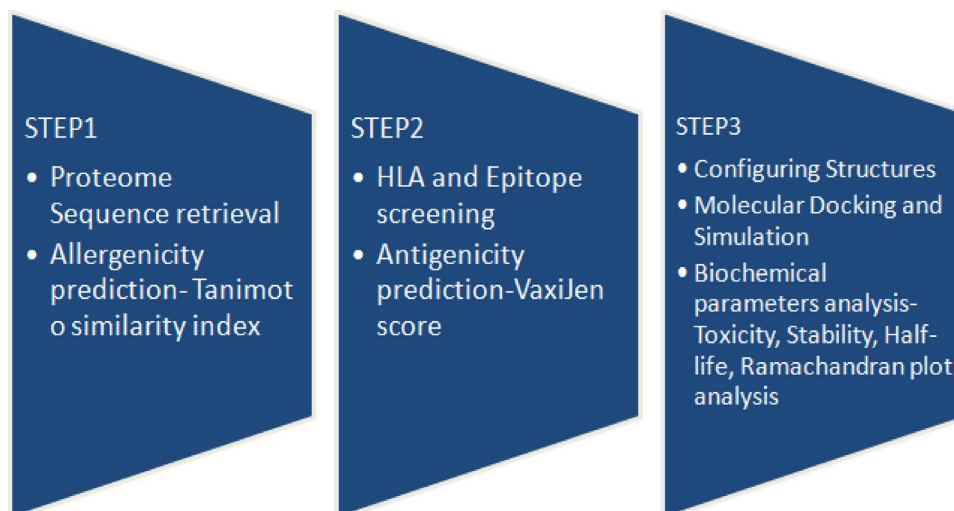 STEP1
• Proteome
Sequence retrieval
• Allergenicity
prediction- Tanimot
o similarity index
STEP2
• HLA and Epitope
screening
• Antigenicity
prediction-VaxiJen
score
STEP3
• Configuring Structures
• Molecular Docking and
Simulation
• Biochemical
parameters analysis-
Toxicity, Stability, Half-
life, Ramachandran plot
analysis